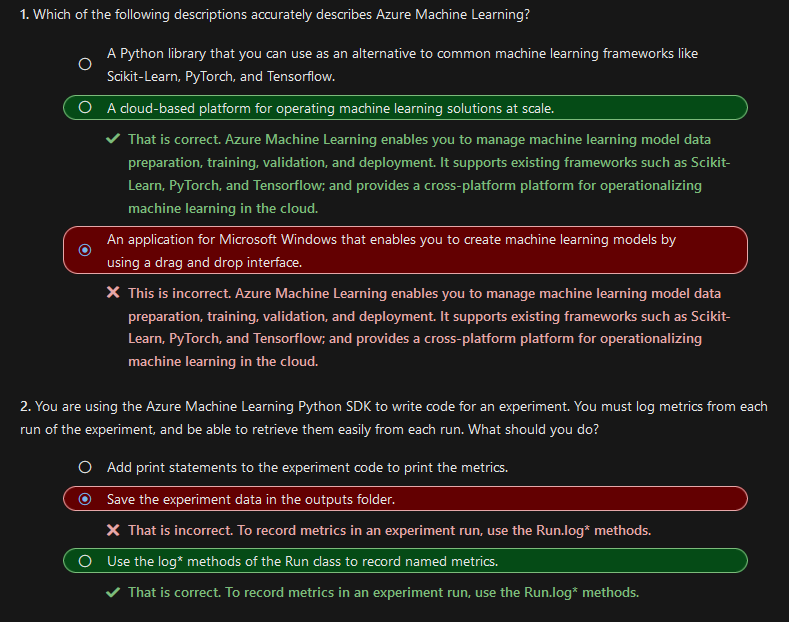 1. Which of the following descriptions accurately describes Azure Machine Learning?
A Python library that you can use as an alternative to common machine learning frameworks like
Scikit-Learn, PyTorch, and Tensorflow.
A cloud-based platform for operating machine learning solutions at scale.
That is correct. Azure Machine Learning enables you to manage machine learning model data
preparation, training, validation, and deployment. It supports existing frameworks such as Scikit-
Learn, PyTorch, and Tensorflow; and provides a cross-platform platform for operationalizing
machine learning in the cloud.
An application for Microsoft Windows that enables you to create machine learning models by
using a drag and drop interface.
This is incorrect. Azure Machine Learning enables you to manage machine learning model data
preparation, training, validation, and deployment. It supports existing frameworks such as Scikit-
Learn, PyTorch, and Tensorflow; and provides a cross-platform platform for operationalizing
machine learning in the cloud.
2. You are using the Azure Machine Learning Python SDK to write code for an experiment. You must log metrics from each
run of the experiment, and be able to retrieve them easily from each run. What should you do?
Add print statements to the experiment code to print the metrics.
Save the experiment data in the outputs folder.
That is incorrect. To record metrics in an experiment run, use the Run.log* methods.
Use the log* methods of the Run class to record named metrics.
That is correct. To record metrics in an experiment run, use the Run.log* methods.